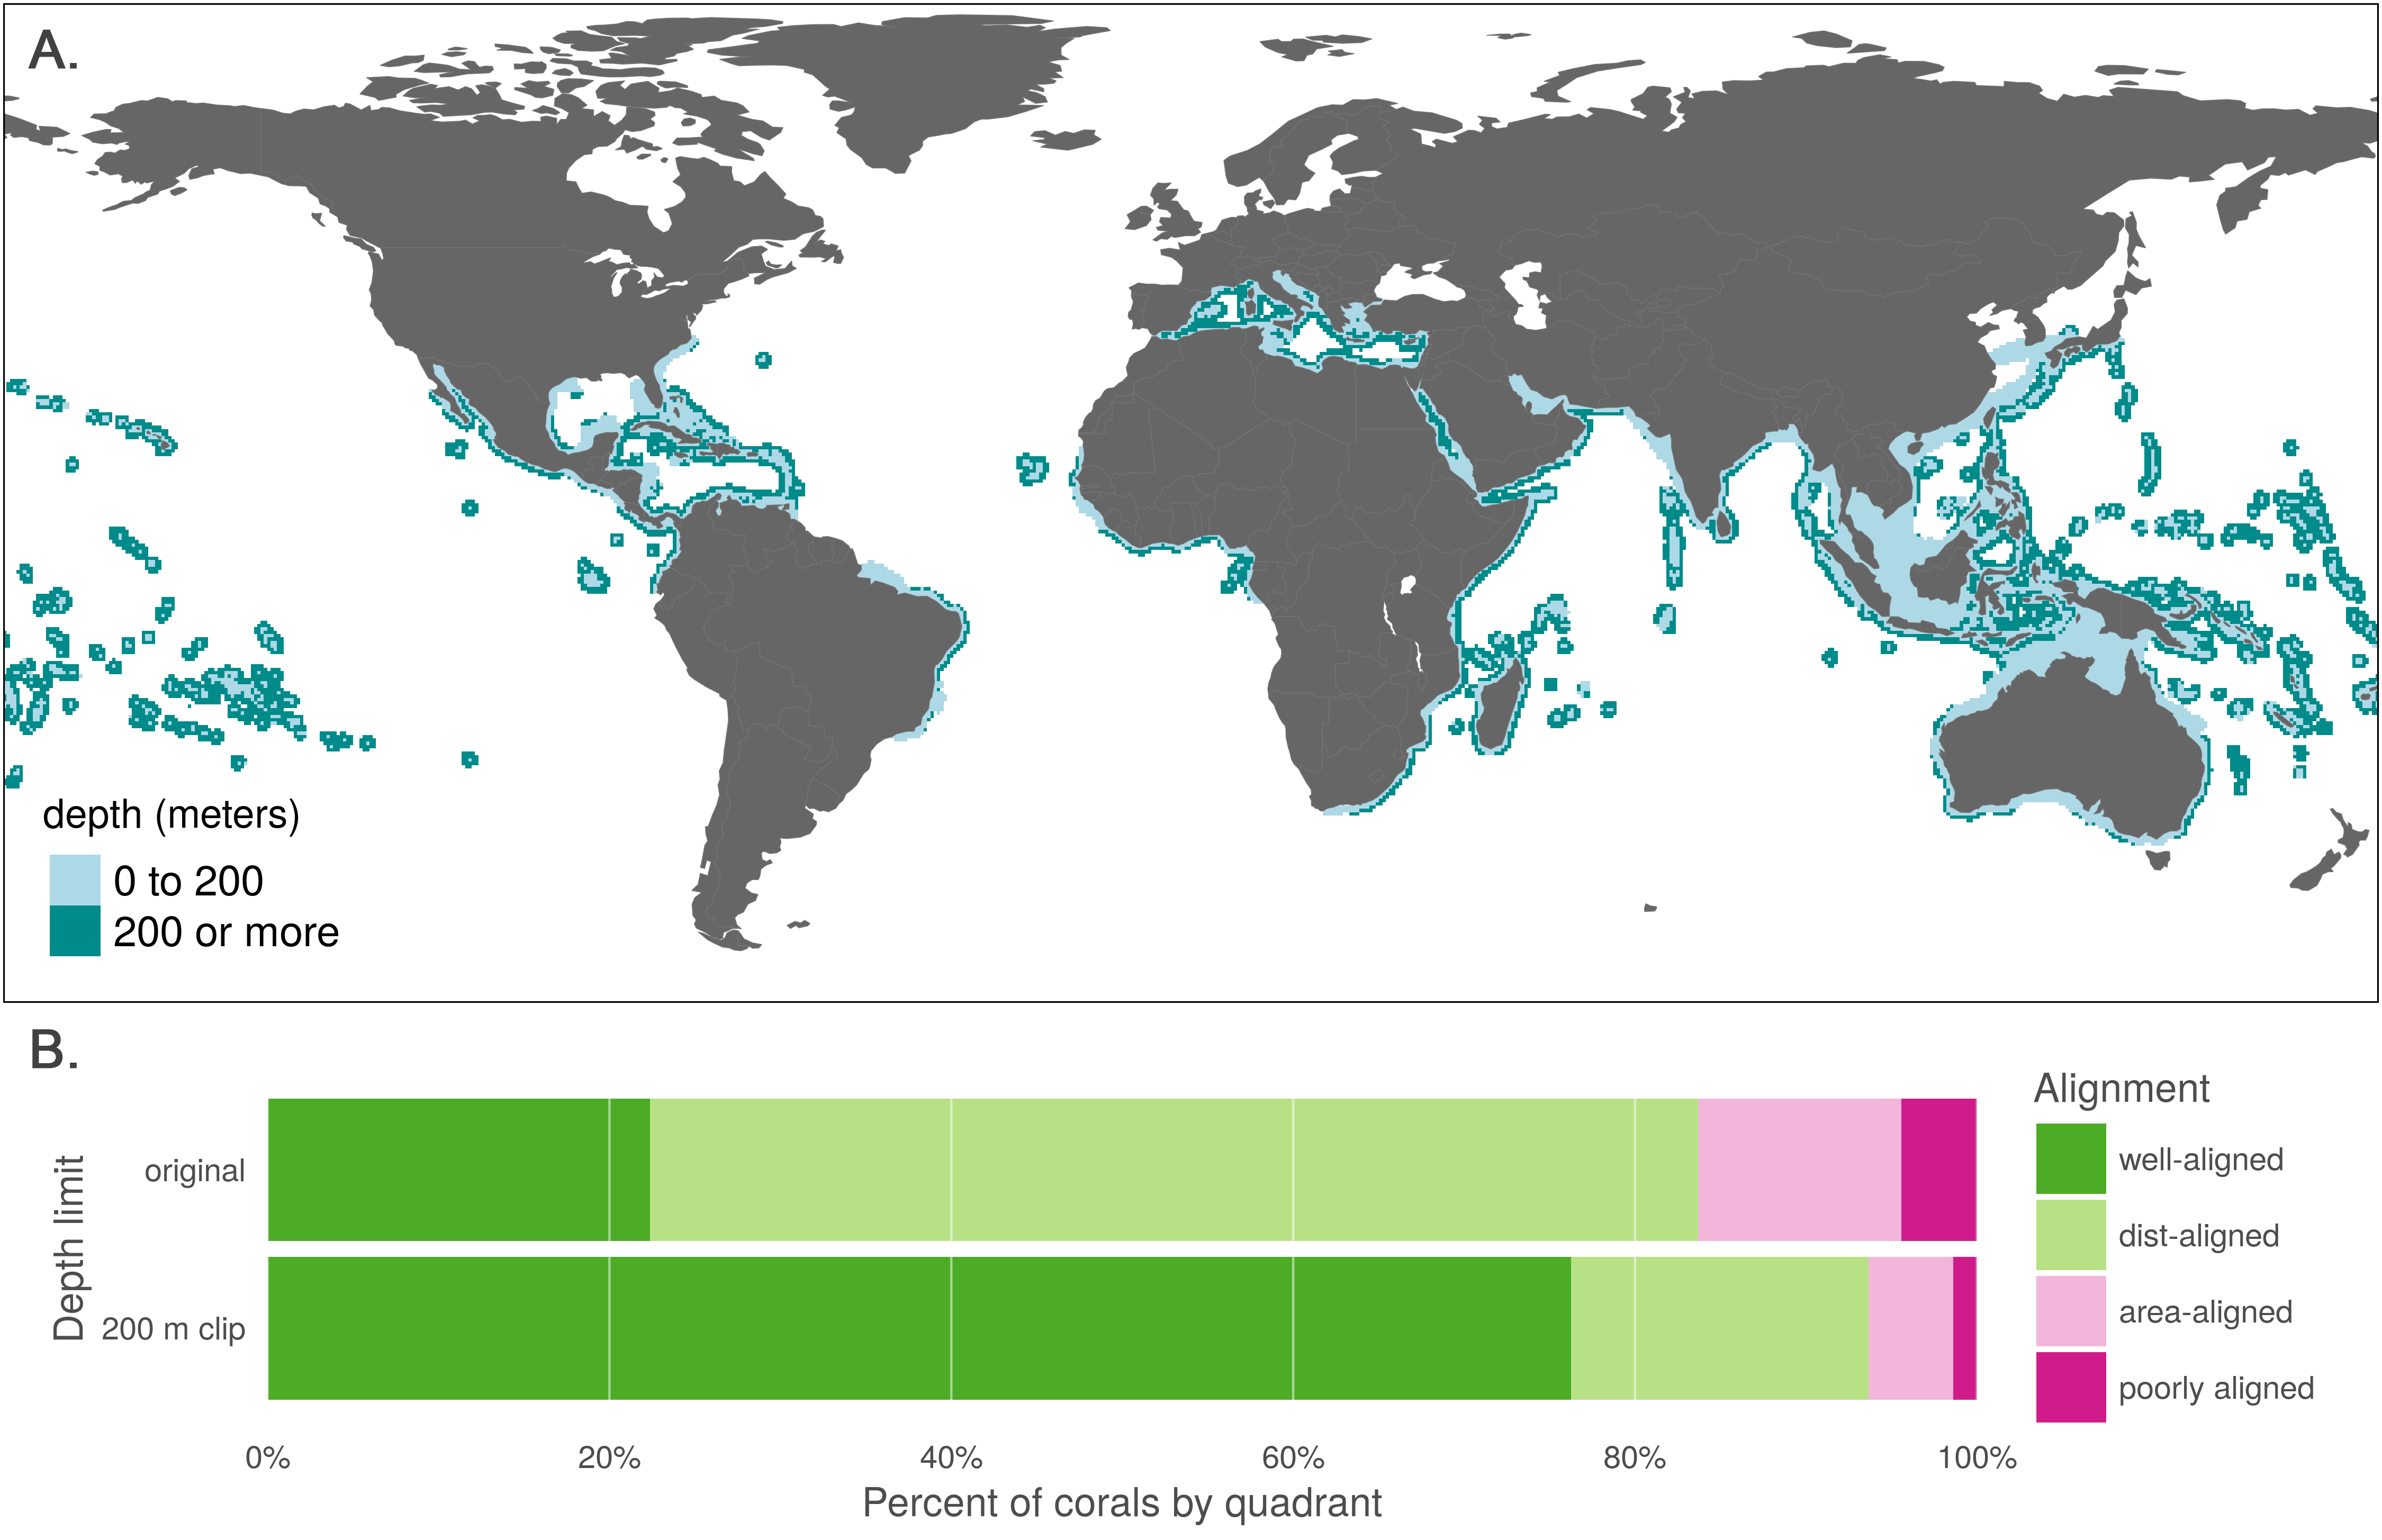 A.
depth (meters)
0 to 200
200 or more
B.
Depth limit
original
200 m clip
0%
20%
40%
60%
80%
100%
Percent of corals by quadrant
Alignment
well-aligned
dist-aligned
area-aligned
poorly aligned